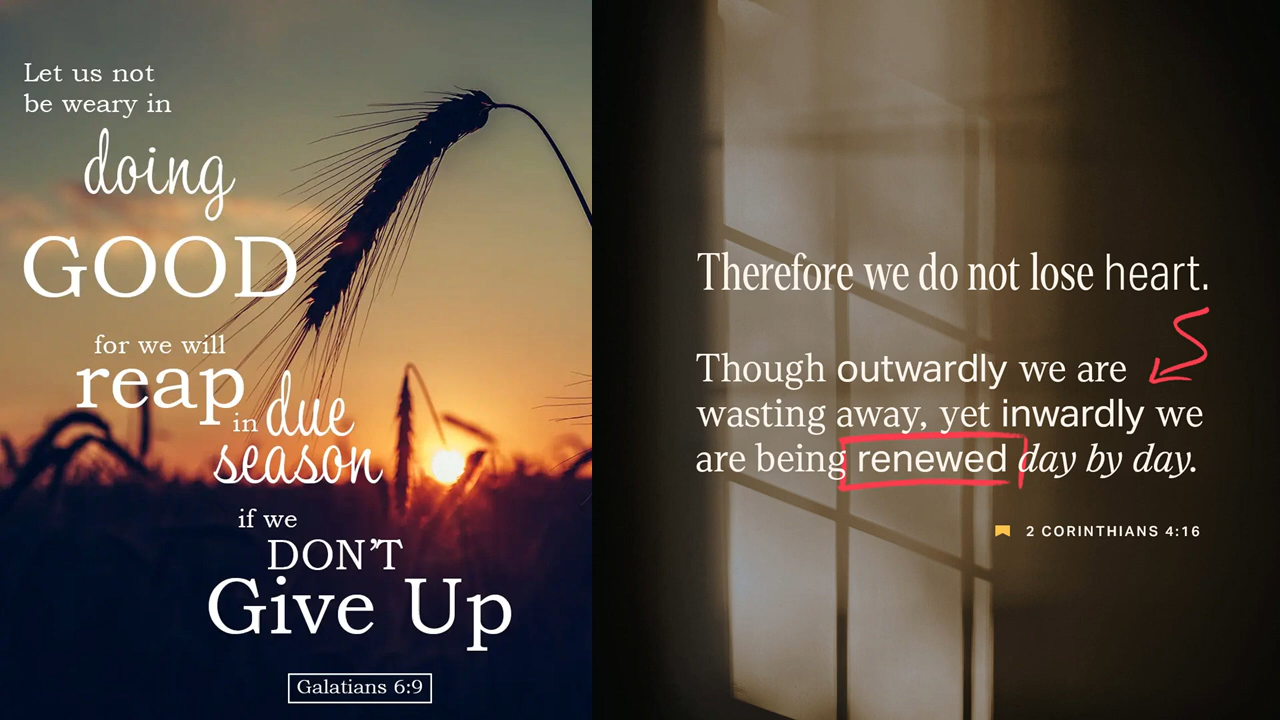 Let us not
be weary in
doing
GOOD
for we will
reap
in due
season
if we
DON'T
Give Up
Galatians 6:9
Therefore we do not lose heart.
Though outwardly we are
wasting away, yet inwardly we
are being renewed day by day.
2 CORINTHIANS 4:16